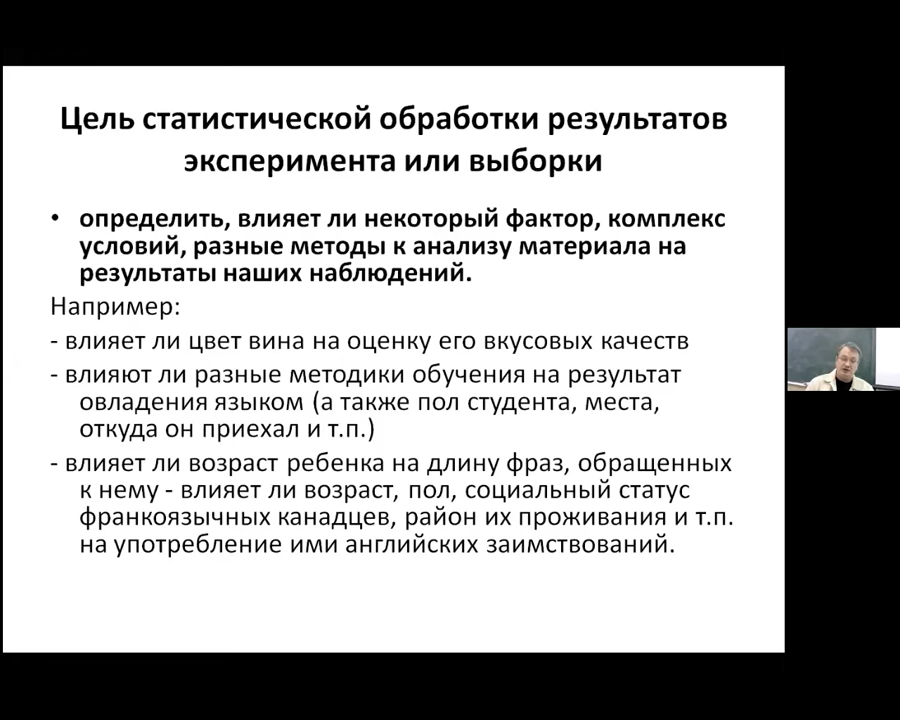 Цель статистической обработки результатов
эксперимента или выборки
• определить, влияет ли некоторый фактор, комплекс
условий, разные методы к анализу материала на
результаты наших наблюдений.
Например:
- влияет ли цвет вина на оценку его вкусовых качеств
- влияют ли разные методики обучения на результат
овладения языком (а также пол студента, места,
откуда он приехал и т.п.)
- влияет ли возраст ребенка на длину фраз, обращенных
к нему - влияет ли возраст, пол, социальный статус
франкоязычных канадцев, район их проживания и т.п.
на употребление ими английских заимствований.